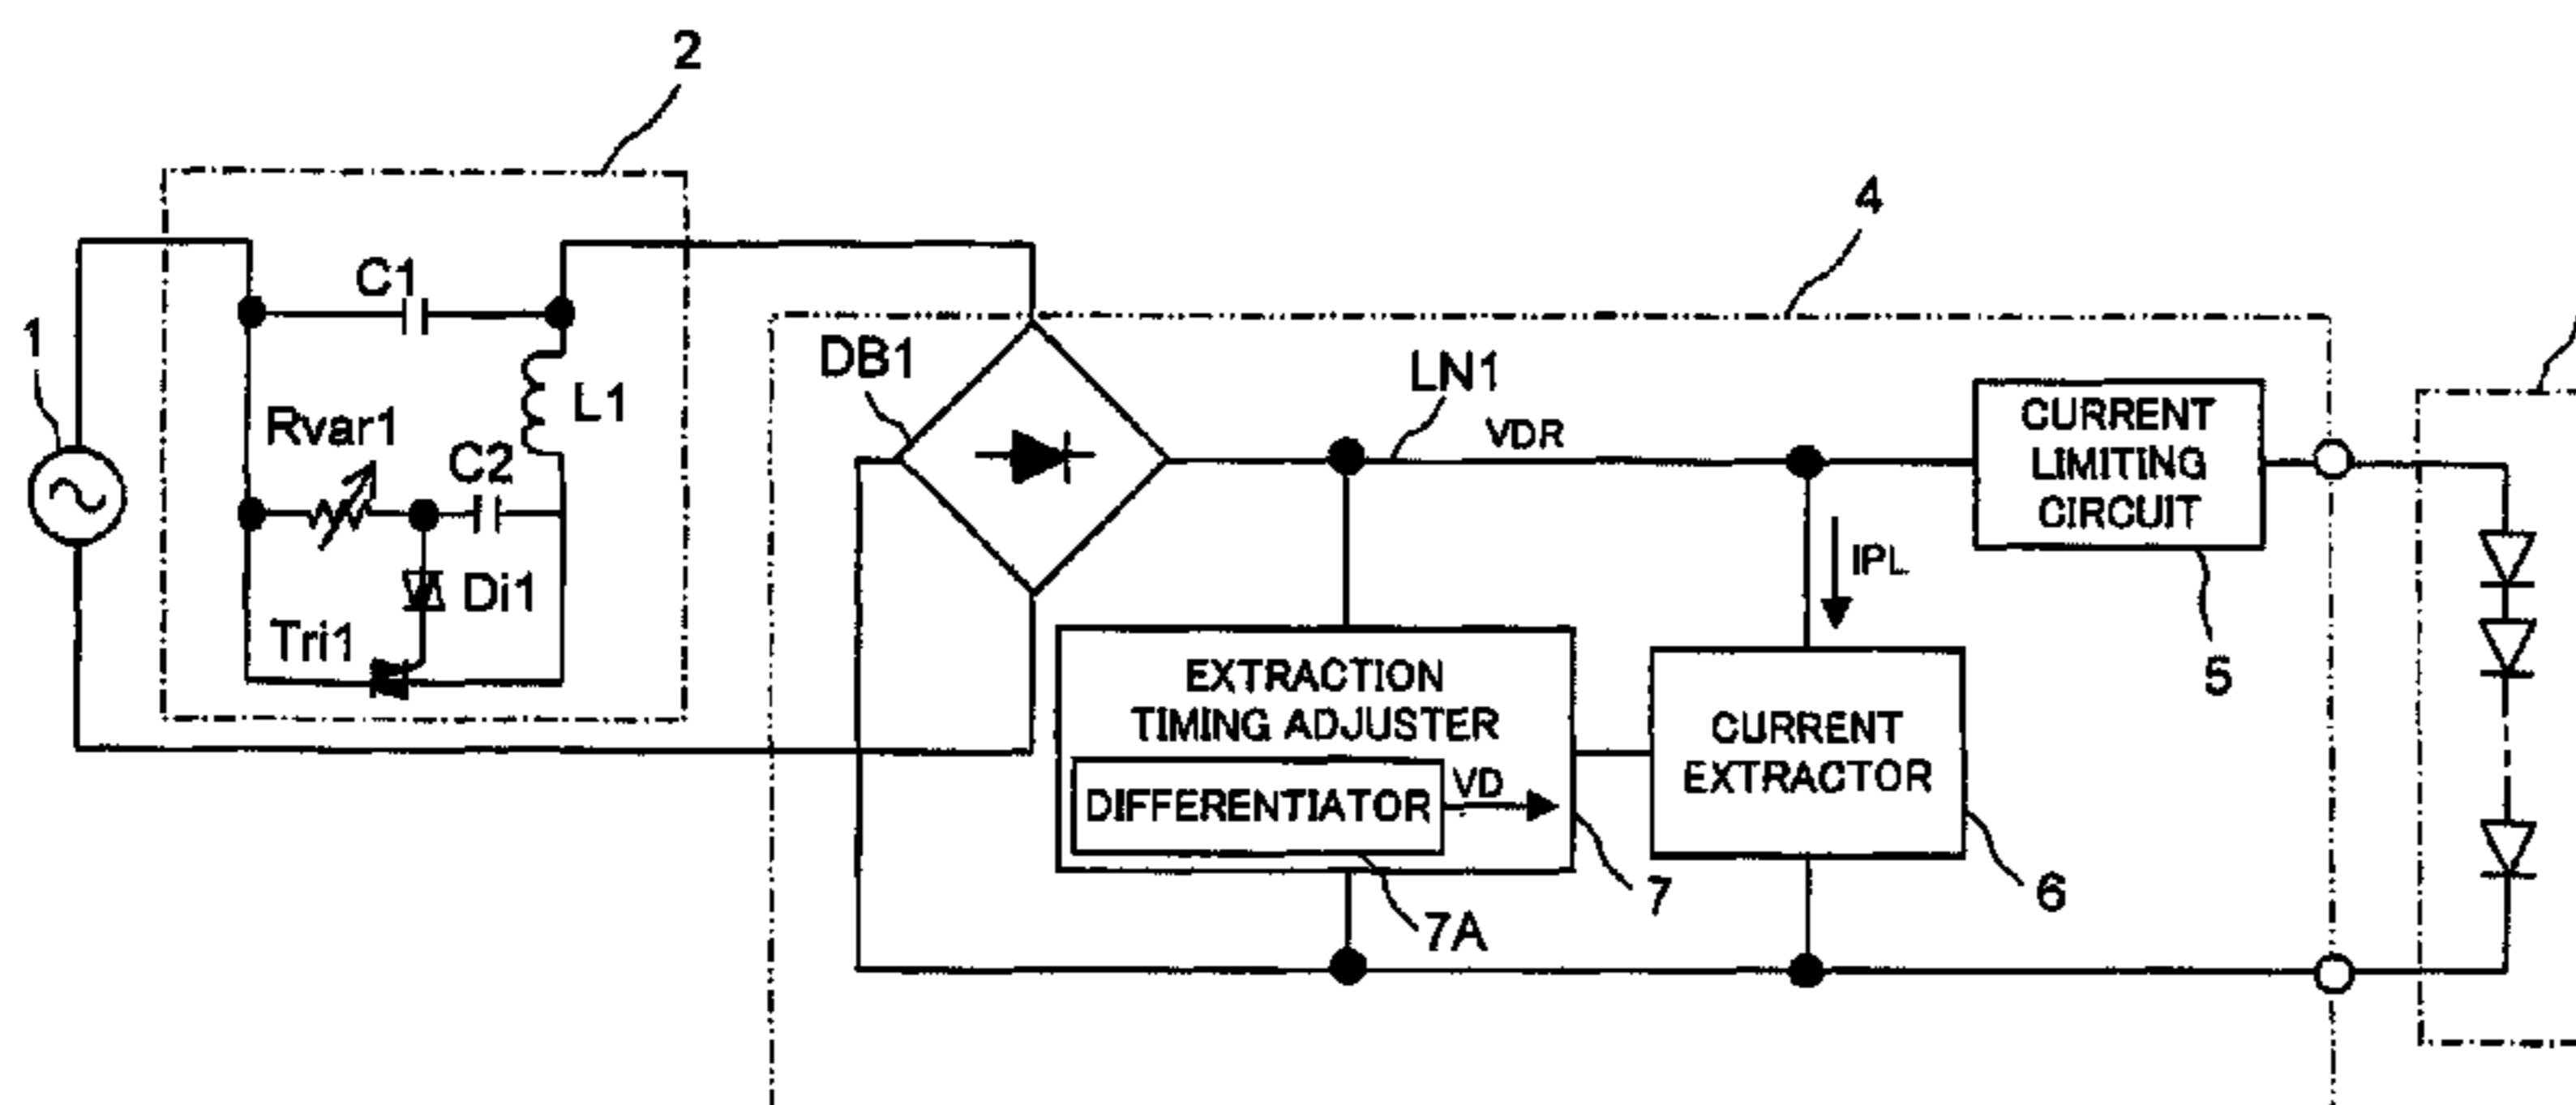 2
4
C1
1
DB1
LN1
L1
VDR
CURRENT
LIMITING
CIRCUIT
Rvar1
C2
IPL
Di1
Tri1
5
EXTRACTION
TIMING ADJUSTER
CURRENT
EXTRACTOR
VD
DIFFERENTIATOR
7
6
7A